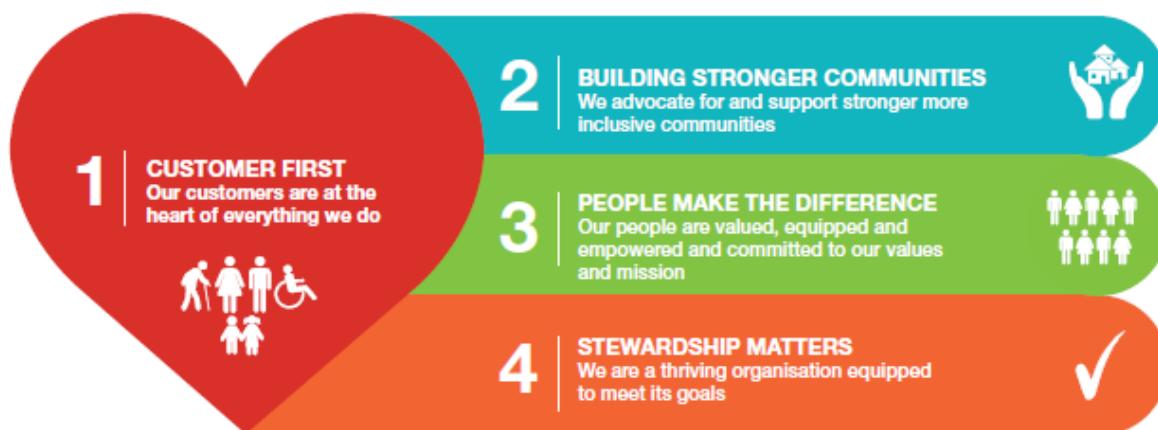 1
CUSTOMER FIRST
Our customers are at the
heart of everything we do
2
BUILDING STRONGER COMMUNITIES
We advocate for and support stronger more
inclusive communities
3
PEOPLE MAKE THE DIFFERENCE
Our people are valued, equipped and
empowered and committed to our values
and mission
4
STEWARDSHIP MATTERS
We are a thriving organisation equipped
to meet its goals